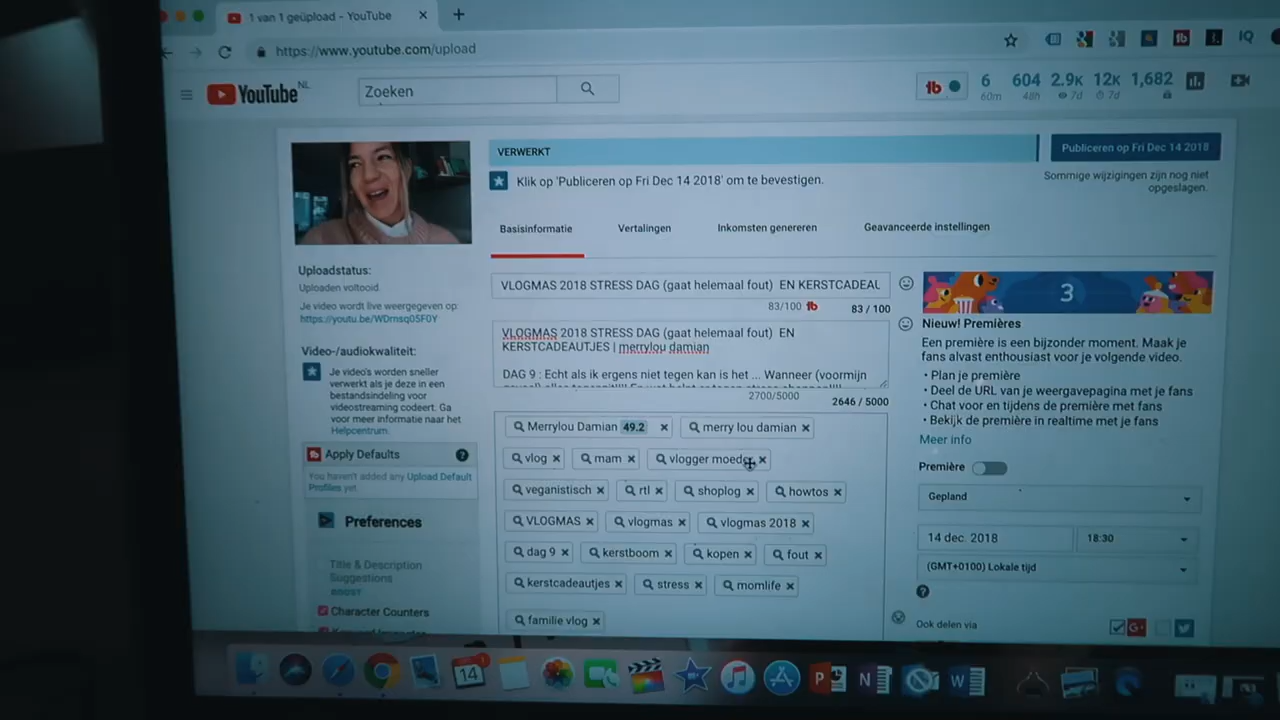 1 van 1 geüpload - YouTube
https://www.youtube.com/upload
IQ
YouTube NL
Zoeken
tb 6 604 2.9K 12K 1,682
60m 48h 7d 7d
VERWERKT
Publiceren op Fri Dec 14 2018
Klik op 'Publiceren op Fri Dec 14 2018' om te bevestigen.
Sommige wijzigingen zijn nog niet
opgeslagen.
Basisinformatie Vertalingen Inkomsten genereren Geavanceerde instellingen
Uploadstatus:
Uploaden voltooid.
Je video wordt live weergegeven op:
Video-/audiokwaliteit:
Je video's worden sneller
verwerkt als je deze in een
bestandsindeling voor
videostreaming codeert. Ga
voor meer informatie naar het
Helpcentrum.
tb Apply Defaults ?
You haven't added any Upload Default
Profiles yet.
Preferences
Title & Description
Suggestions
BOOST
Character Counters
VLOGMAS 2018 STRESS DAG (gaat helemaal fout) EN KERSTCADEAU
83/100 tb 83 / 100
VLOGMAS 2018 STRESS DAG (gaat helemaal fout) EN
KERSTCADEAUTJES | merrylou damian
DAG 9 : Echt als ik ergens niet tegen kan is het ... Wanneer (voormijn
2700/5000 2646 / 5000
Merrylou Damian 49.2 × merry lou damian ×
vlog × mam × vlogger moeder ×
veganistisch × rtl × shoplog × howtos ×
VLOGMAS × vlogmas × vlogmas 2018 ×
dag 9 × kerstboom × kopen × fout ×
kerstcadeautjes × stress × momlife ×
familie vlog ×
3
Nieuw! Premières
Een première is een bijzonder moment. Maak je
fans alvast enthousiast voor je volgende video.
• Plan je première
• Deel de URL van je weergavepagina met je fans
• Chat voor en tijdens de première met fans
• Bekijk de première in realtime met je fans
Meer info
Première
Gepland
14 dec. 2018 18:30
(GMT+0100) Lokale tijd
?
Ook delen via G+
14 P N W